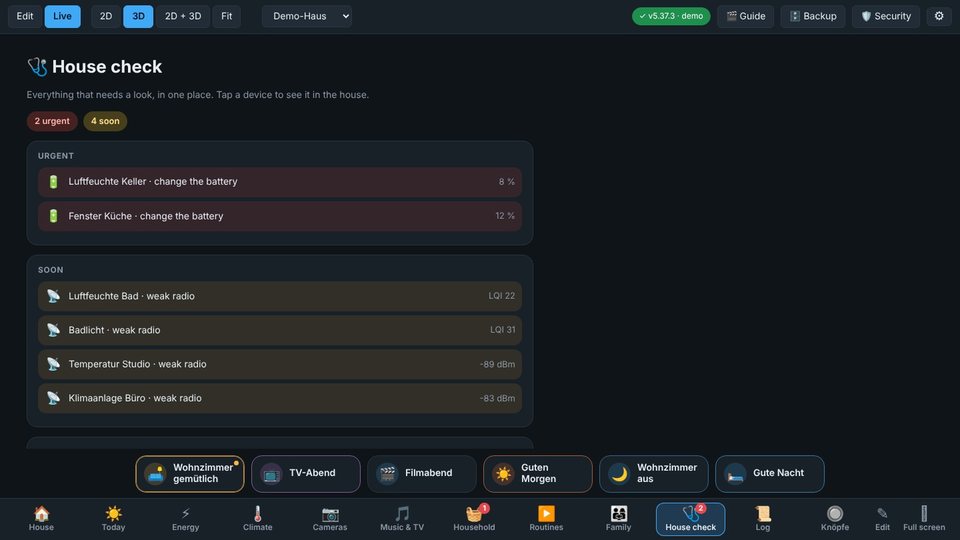 Edit Live 2D 3D 2D + 3D Fit Demo-Haus ✓ v5.37.3 · demo Guide Backup Security
House check
Everything that needs a look, in one place. Tap a device to see it in the house.
2 urgent 4 soon
URGENT
Luftfeuchte Keller · change the battery 8 %
Fenster Küche · change the battery 12 %
SOON
Luftfeuchte Bad · weak radio LQI 22
Badlicht · weak radio LQI 31
Temperatur Studio · weak radio -89 dBm
Klimaanlage Büro · weak radio -83 dBm
Wohnzimmer gemütlich
TV-Abend
Filmabend
Guten Morgen
Wohnzimmer aus
Gute Nacht
House Today Energy Climate Cameras Music & TV Household 1 Routines Family House check 2 Log Knöpfe Edit Full screen